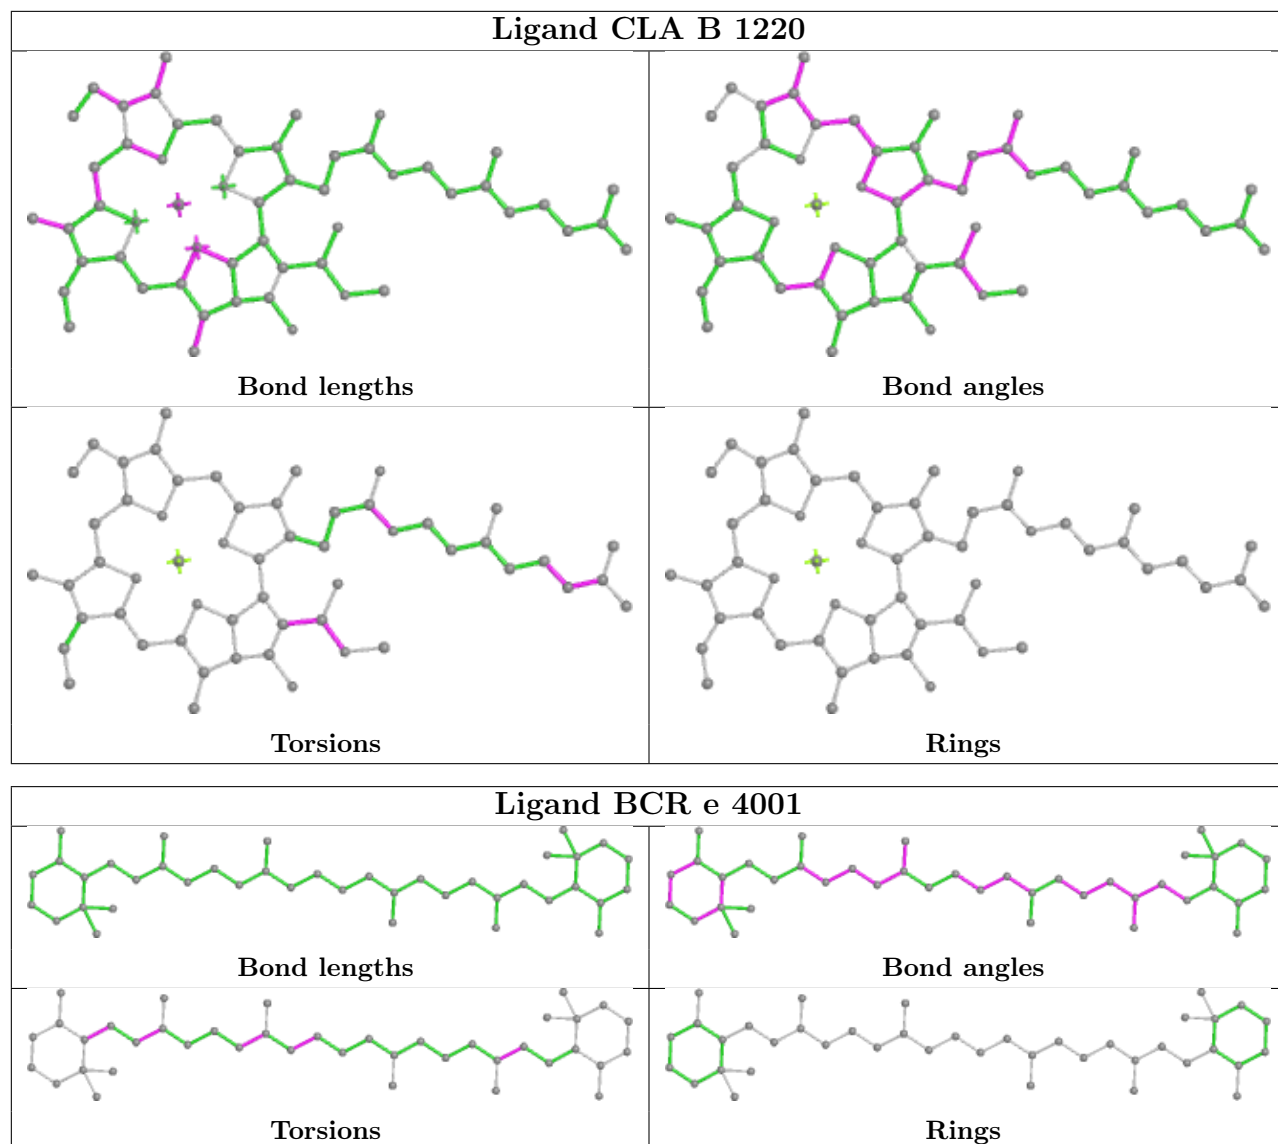 Ligand CLA B 1220
Bond lengths
Bond angles
Torsions
Rings
Ligand BCR e 4001
Bond lengths
Bond angles
Torsions
Rings